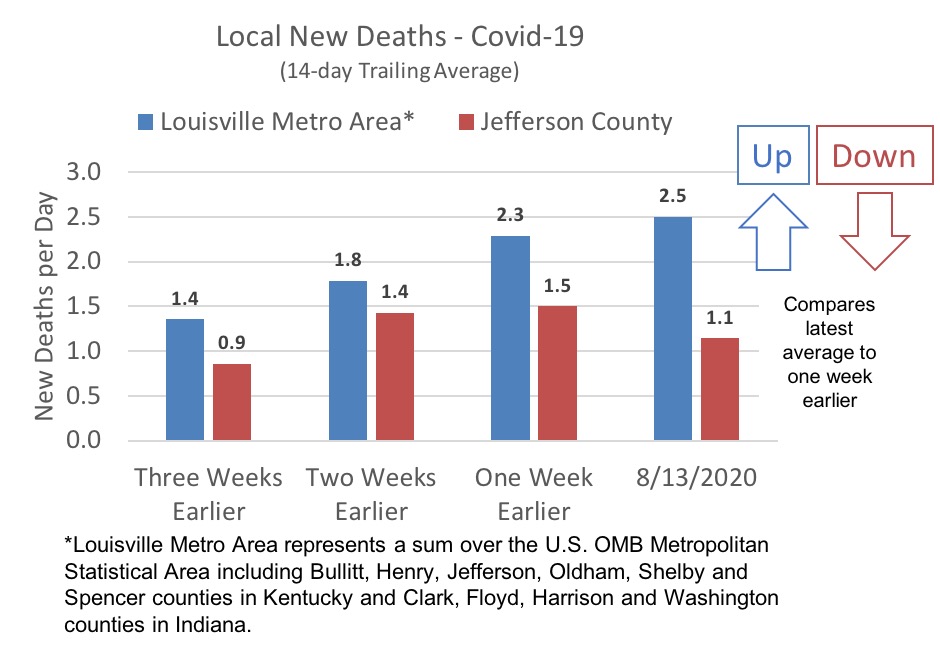 Local New Deaths - Covid-19
(14-day Trailing Average)
Louisville Metro Area*
Jefferson County
Up
Down
New Deaths per Day
3.0
2.5
2.0
1.5
1.0
0.5
0.0
1.4
0.9
1.8
1.4
2.3
1.5
2.5
1.1
Compares
latest
average to
one week
earlier
Three Weeks
Earlier
Two Weeks
Earlier
One Week
Earlier
8/13/2020
*Louisville Metro Area represents a sum over the U.S. OMB Metropolitan
Statistical Area including Bullitt, Henry, Jefferson, Oldham, Shelby and
Spencer counties in Kentucky and Clark, Floyd, Harrison and Washington
counties in Indiana.